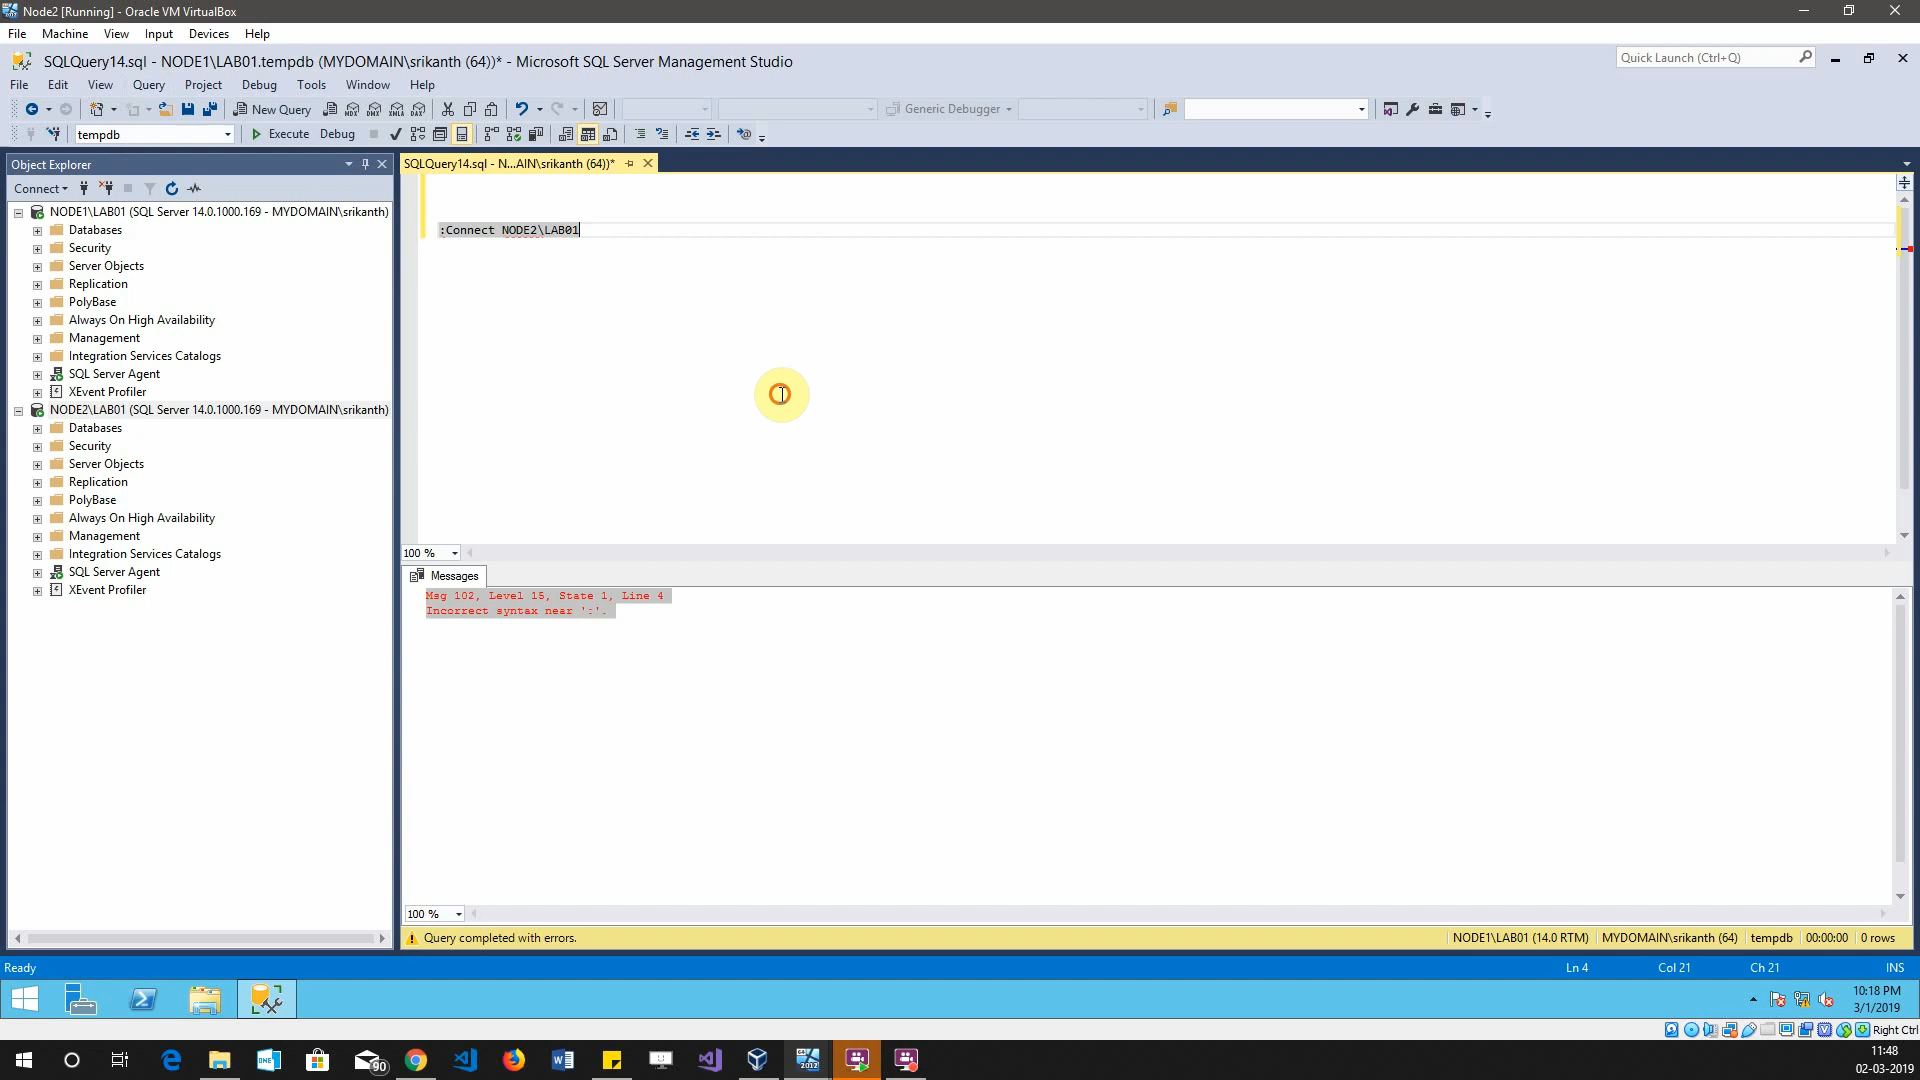 Node2 [Running] - Oracle VM VirtualBox
File Machine View Input Devices Help
SQLQuery14.sql - NODE1\LAB01.tempdb (MYDOMAIN\srikanth (64))* - Microsoft SQL Server Management Studio
Quick Launch (Ctrl+Q)
File Edit View Query Project Debug Tools Window Help
New Query
Generic Debugger
tempdb
Execute Debug
Object Explorer
SQLQuery14.sql - N...AIN\srikanth (64))*
Connect
NODE1\LAB01 (SQL Server 14.0.1000.169 - MYDOMAIN\srikanth)
Databases
Security
Server Objects
Replication
PolyBase
Always On High Availability
Management
Integration Services Catalogs
SQL Server Agent
XEvent Profiler
NODE2\LAB01 (SQL Server 14.0.1000.169 - MYDOMAIN\srikanth)
Databases
Security
Server Objects
Replication
PolyBase
Always On High Availability
Management
Integration Services Catalogs
SQL Server Agent
XEvent Profiler
:Connect NODE2\LAB01
100 %
Messages
Msg 102, Level 15, State 1, Line 4
Incorrect syntax near ':'.
100 %
Query completed with errors.
NODE1\LAB01 (14.0 RTM) MYDOMAIN\srikanth (64) tempdb 00:00:00 0 rows
Ready
Ln 4 Col 21 Ch 21 INS
10:18 PM
3/1/2019
Right Ctrl
90
2017
11:48
02-03-2019